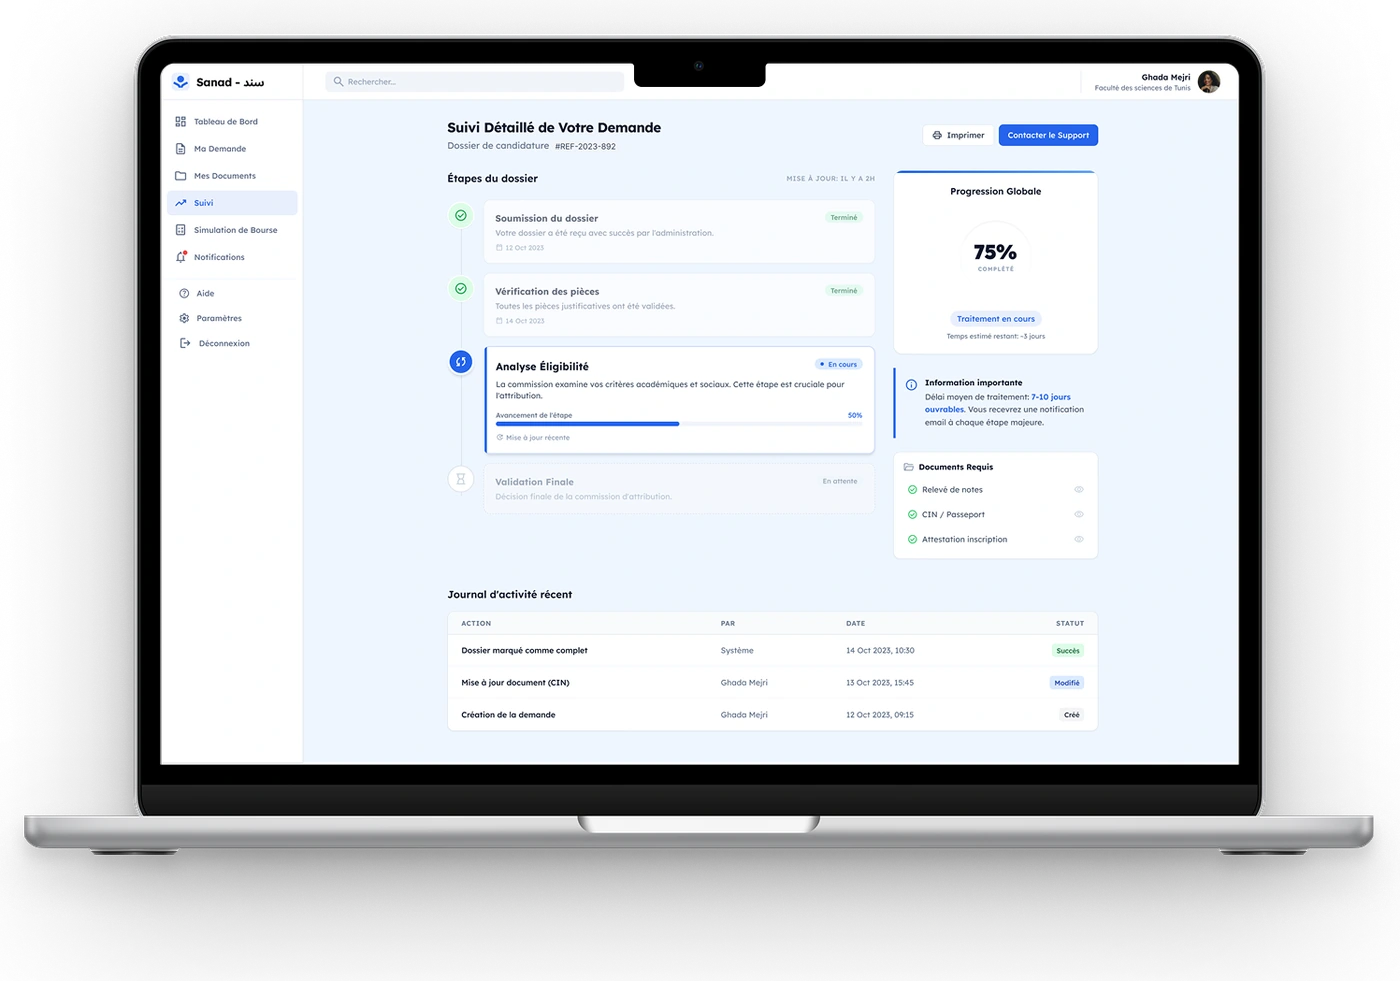 Sanad - سند
Rechercher...
Ghada Mejri
Faculté des sciences de Tunis
Tableau de Bord
Ma Demande
Mes Documents
Suivi
Simulation de Bourse
Notifications
Aide
Paramètres
Déconnexion
Suivi Détaillé de Votre Demande
Dossier de candidature #REF-2023-892
Imprimer
Contacter le Support
Étapes du dossier
MISE À JOUR: IL Y A 2H
Soumission du dossier
Terminé
Votre dossier a été reçu avec succès par l'administration.
12 Oct 2023
Vérification des pièces
Terminé
Toutes les pièces justificatives ont été validées.
14 Oct 2023
Analyse Éligibilité
En cours
La commission examine vos critères académiques et sociaux. Cette étape est cruciale pour
l'attribution.
Avancement de l'étape
50%
Mise à jour récente
Validation Finale
En attente
Décision finale de la commission d'attribution.
Progression Globale
75%
COMPLÉTÉ
Traitement en cours
Temps estimé restant: ~3 jours
Information importante
Délai moyen de traitement: 7-10 jours
ouvrables. Vous recevrez une notification
email à chaque étape majeure.
Documents Requis
Relevé de notes
CIN / Passeport
Attestation inscription
Journal d'activité récent
ACTION PAR DATE STATUT
Dossier marqué comme complet Système 14 Oct 2023, 10:30 Succès
Mise à jour document (CIN) Ghada Mejri 13 Oct 2023, 15:45 Modifié
Création de la demande Ghada Mejri 12 Oct 2023, 09:15 Créé